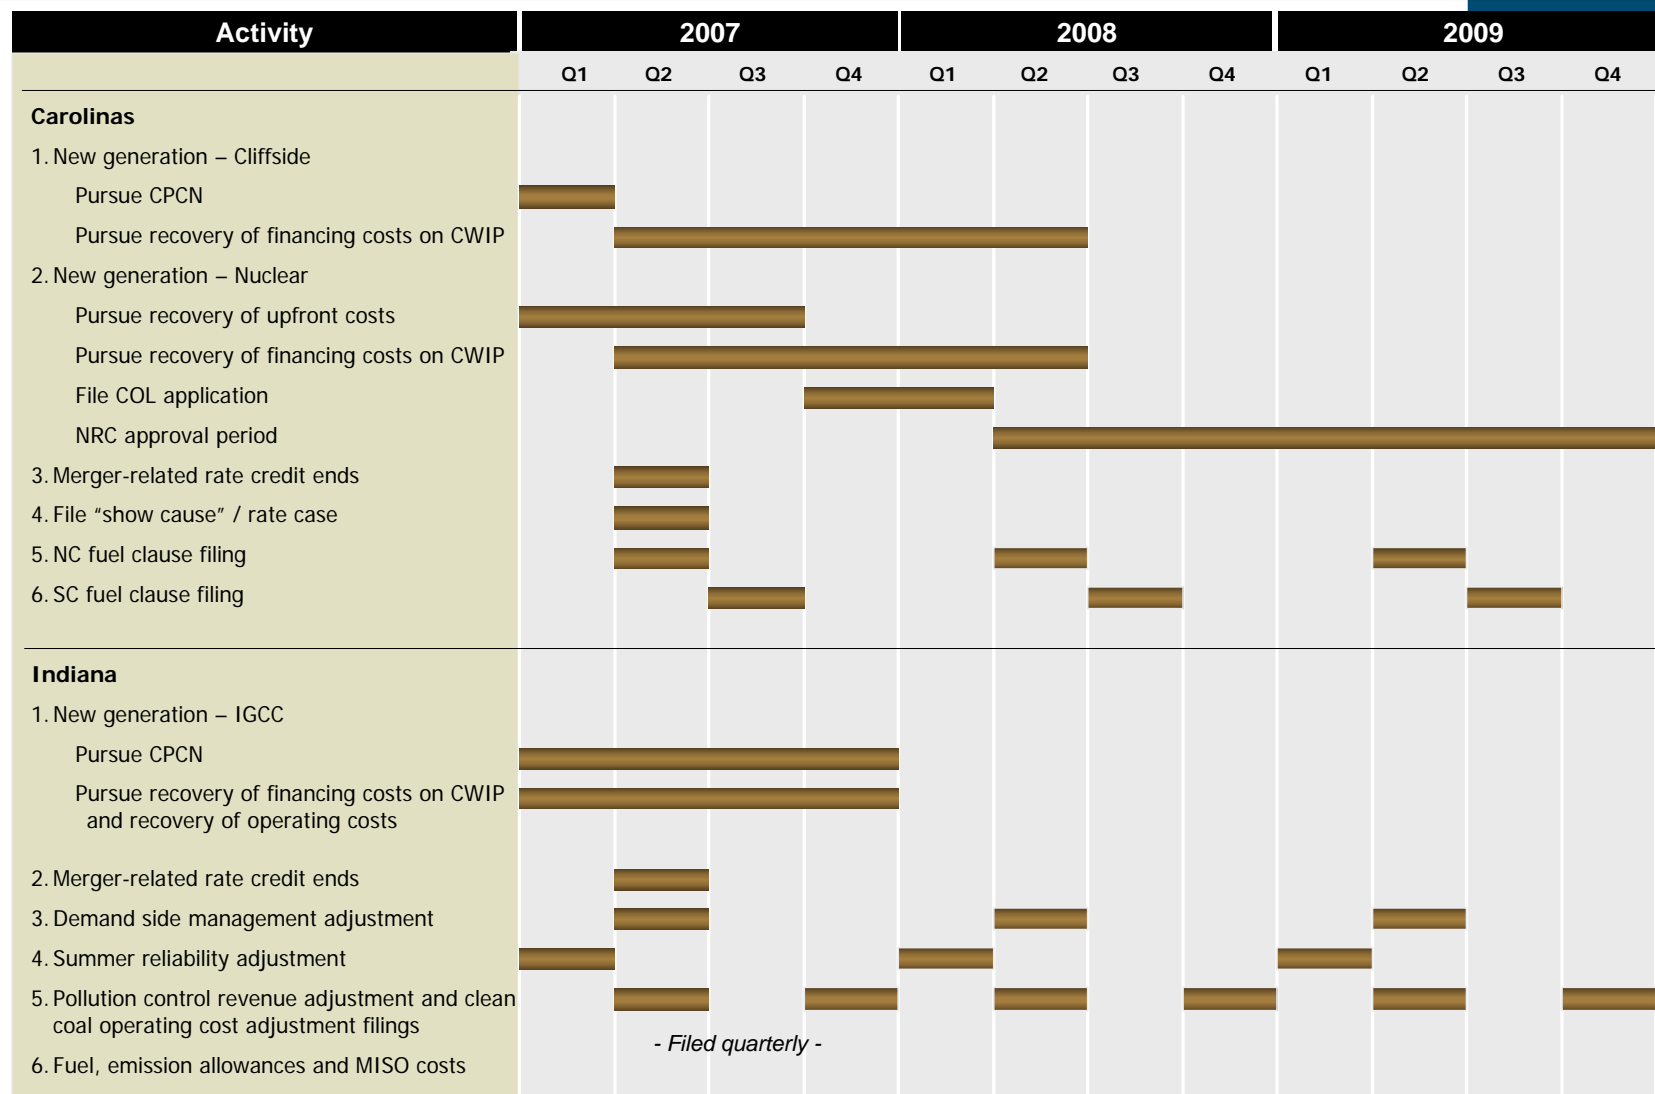 Activity 2007 2008 2009
Q1 Q2 Q3 Q4 Q1 Q2 Q3 Q4 Q1 Q2 Q3 Q4
Carolinas
1. New generation – Cliffside
Pursue CPCN
Pursue recovery of financing costs on CWIP
2. New generation – Nuclear
Pursue recovery of upfront costs
Pursue recovery of financing costs on CWIP
File COL application
NRC approval period
3. Merger-related rate credit ends
4. File “show cause” / rate case
5. NC fuel clause filing
6. SC fuel clause filing
Indiana
1. New generation – IGCC
Pursue CPCN
Pursue recovery of financing costs on CWIP
and recovery of operating costs
2. Merger-related rate credit ends
3. Demand side management adjustment
4. Summer reliability adjustment
5. Pollution control revenue adjustment and clean
coal operating cost adjustment filings
- Filed quarterly -
6. Fuel, emission allowances and MISO costs